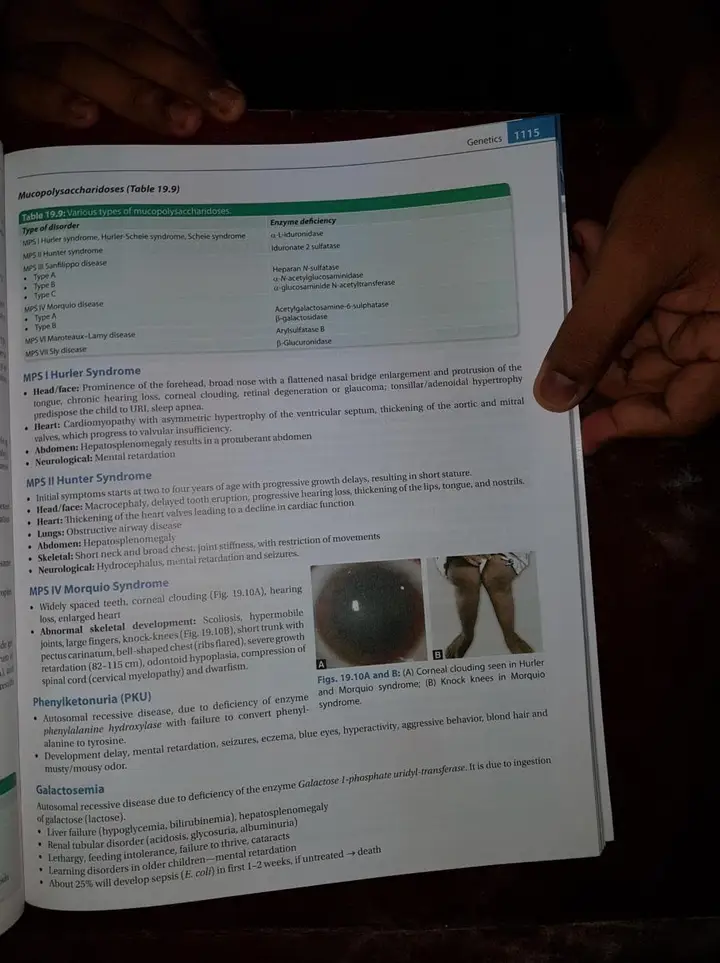 Genetics 1115
Mucopolysaccharidoses (Table 19.9)
Table 19.9: Various types of mucopolysaccharidoses.
Type of disorder Enzyme deficiency
MPS I Hurler syndrome, Hurler-Scheie syndrome, Scheie syndrome α-L-iduronidase
MPS II Hunter syndrome Iduronate 2 sulfatase
MPS III Sanfilippo disease
• Type A Heparan N-sulfatase
• Type B α-N-acetylglucosaminidase
• Type C α-glucosaminide N-acetyltransferase
MPS IV Morquio disease
• Type A Acetylgalactosamine-6-sulphatase
• Type B β-galactosidase
MPS VI Maroteaux–Lamy disease Arylsulfatase B
MPS VII Sly disease β-Glucuronidase
MPS I Hurler Syndrome
• Head/face: Prominence of the forehead, broad nose with a flattened nasal bridge enlargement and protrusion of the
tongue, chronic hearing loss, corneal clouding, retinal degeneration or glaucoma; tonsillar/adenoidal hypertrophy
predispose the child to URI, sleep apnea.
• Heart: Cardiomyopathy with asymmetric hypertrophy of the ventricular septum, thickening of the aortic and mitral
valves, which progress to valvular insufficiency.
• Abdomen: Hepatosplenomegaly results in a protuberant abdomen
• Neurological: Mental retardation
MPS II Hunter Syndrome
• Initial symptoms starts at two to four years of age with progressive growth delays, resulting in short stature.
• Head/face: Macrocephaly, delayed tooth eruption, progressive hearing loss, thickening of the lips, tongue, and nostrils.
• Heart: Thickening of the heart valves leading to a decline in cardiac function
• Lungs: Obstructive airway disease
• Abdomen: Hepatosplenomegaly
• Skeletal: Short neck and broad chest, joint stiffness, with restriction of movements
• Neurological: Hydrocephalus, mental retardation and seizures.
MPS IV Morquio Syndrome
• Widely spaced teeth, corneal clouding (Fig. 19.10A), hearing
loss, enlarged heart
• Abnormal skeletal development: Scoliosis, hypermobile
joints, large fingers, knock-knees (Fig. 19.10B), short trunk with
pectus carinatum, bell-shaped chest (ribs flared), severe growth
retardation (82–115 cm), odontoid hypoplasia, compression of
spinal cord (cervical myelopathy) and dwarfism.
A
B
Figs. 19.10A and B: (A) Corneal clouding seen in Hurler
and Morquio syndrome; (B) Knock knees in Morquio
syndrome.
Phenylketonuria (PKU)
• Autosomal recessive disease, due to deficiency of enzyme
phenylalanine hydroxylase with failure to convert phenyl-
alanine to tyrosine.
• Development delay, mental retardation, seizures, eczema, blue eyes, hyperactivity, aggressive behavior, blond hair and
musty/mousy odor.
Galactosemia
Autosomal recessive disease due to deficiency of the enzyme Galactose 1-phosphate uridyl-transferase. It is due to ingestion
of galactose (lactose).
• Liver failure (hypoglycemia, bilirubinemia), hepatosplenomegaly
• Renal tubular disorder (acidosis, glycosuria, albuminuria)
• Lethargy, feeding intolerance, failure to thrive, cataracts
• Learning disorders in older children—mental retardation
• About 25% will develop sepsis (E. coli) in first 1–2 weeks, if untreated → death